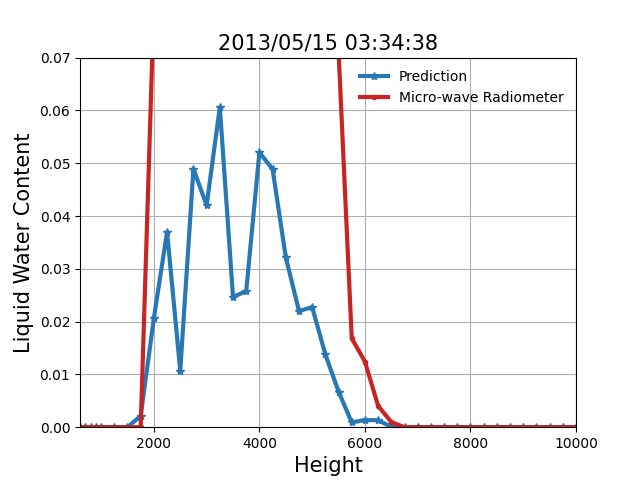 2013/05/15 03:34:38
0.07
0.06
0.05
0.04
0.03
0.02
0.01
0.00
Liquid Water Content
Prediction
Micro-wave Radiometer
2000 4000 6000 8000 10000
Height